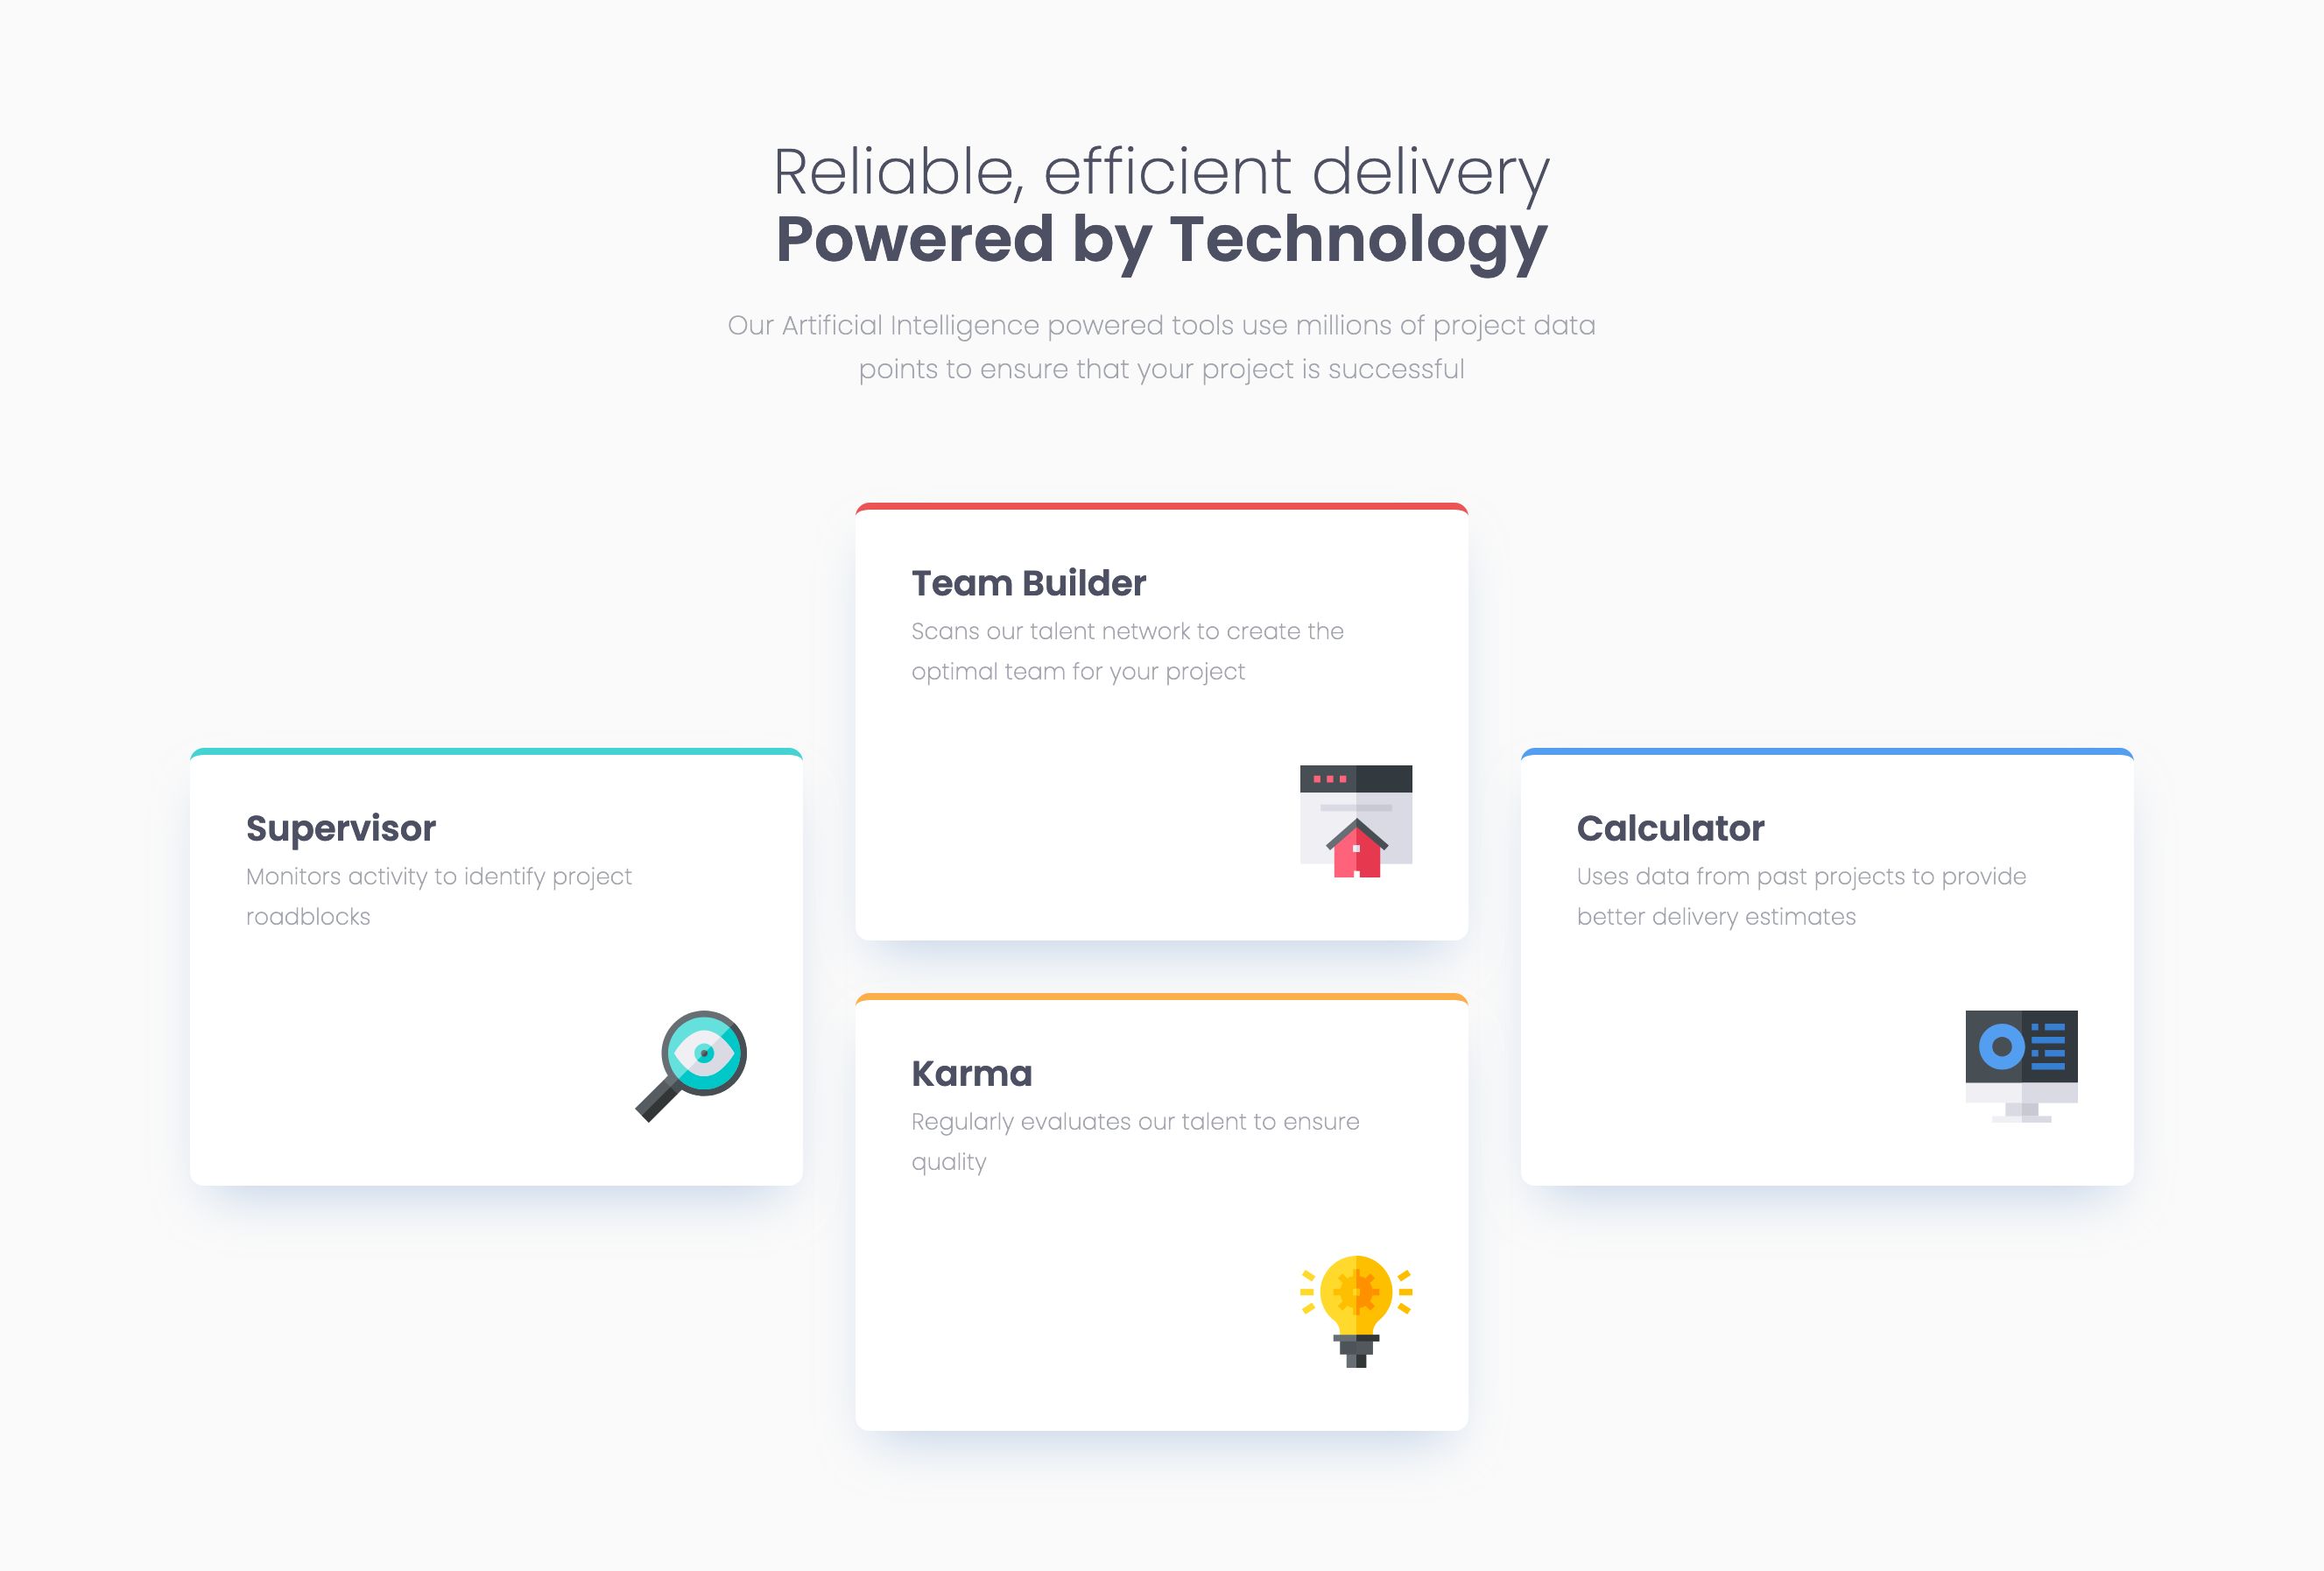 Reliable, efficient delivery
Powered by Technology
Our Artificial Intelligence powered tools use millions of project data
points to ensure that your project is successful
Supervisor
Monitors activity to identify project
roadblocks
Team Builder
Scans our talent network to create the
optimal team for your project
Karma
Regularly evaluates our talent to ensure
quality
Calculator
Uses data from past projects to provide
better delivery estimates